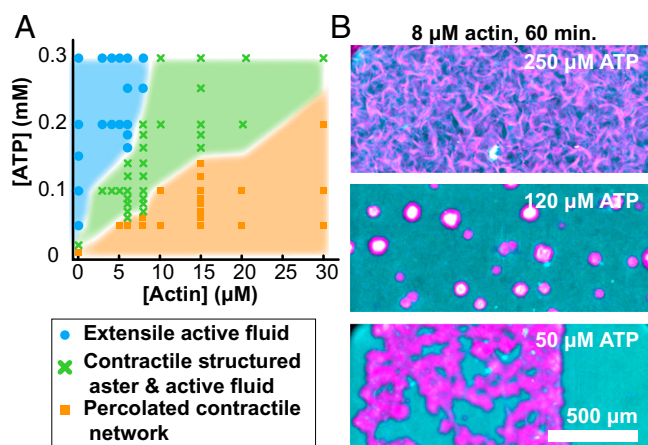 A
[ATP] (mM)
0.3
0.2
0.1
0
0 5 10 15 20 25 30
[Actin] (µM)
Extensile active fluid
Contractile structured
aster & active fluid
Percolated contractile
network
B
8 µM actin, 60 min.
250 µM ATP
120 µM ATP
50 µM ATP
500 µm